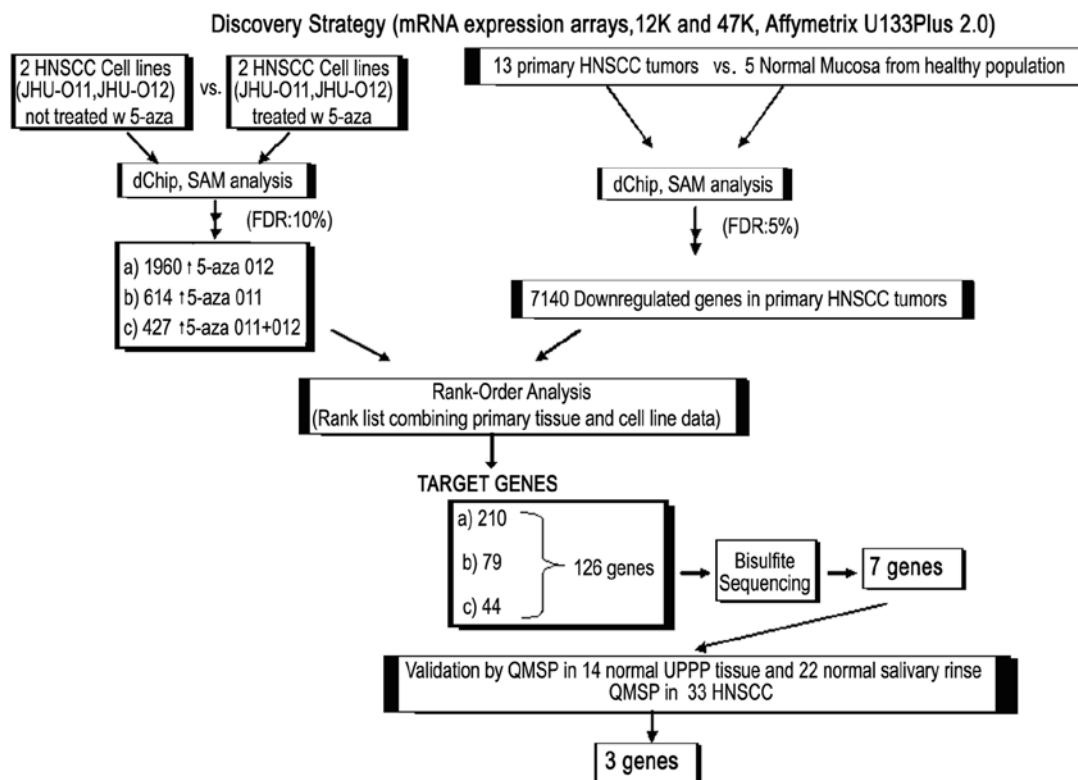 Discovery Strategy (mRNA expression arrays,12K and 47K, Affymetrix U133Plus 2.0)
2 HNSCC Cell lines
(JHU-O11,JHU-O12)
not treated w 5-aza
vs.
2 HNSCC Cell lines
(JHU-O11,JHU-O12)
treated w 5-aza
13 primary HNSCC tumors vs. 5 Normal Mucosa from healthy population
dChip, SAM analysis
(FDR:10%)
dChip, SAM analysis
(FDR:5%)
a) 1960 ↑ 5-aza 012
b) 614 ↑5-aza 011
c) 427 ↑5-aza 011+012
7140 Downregulated genes in primary HNSCC tumors
Rank-Order Analysis
(Rank list combining primary tissue and cell line data)
TARGET GENES
a) 210
b) 79
c) 44
126 genes
Bisulfite
Sequencing
7 genes
Validation by QMSP in 14 normal UPPP tissue and 22 normal salivary rinse
QMSP in 33 HNSCC
3 genes